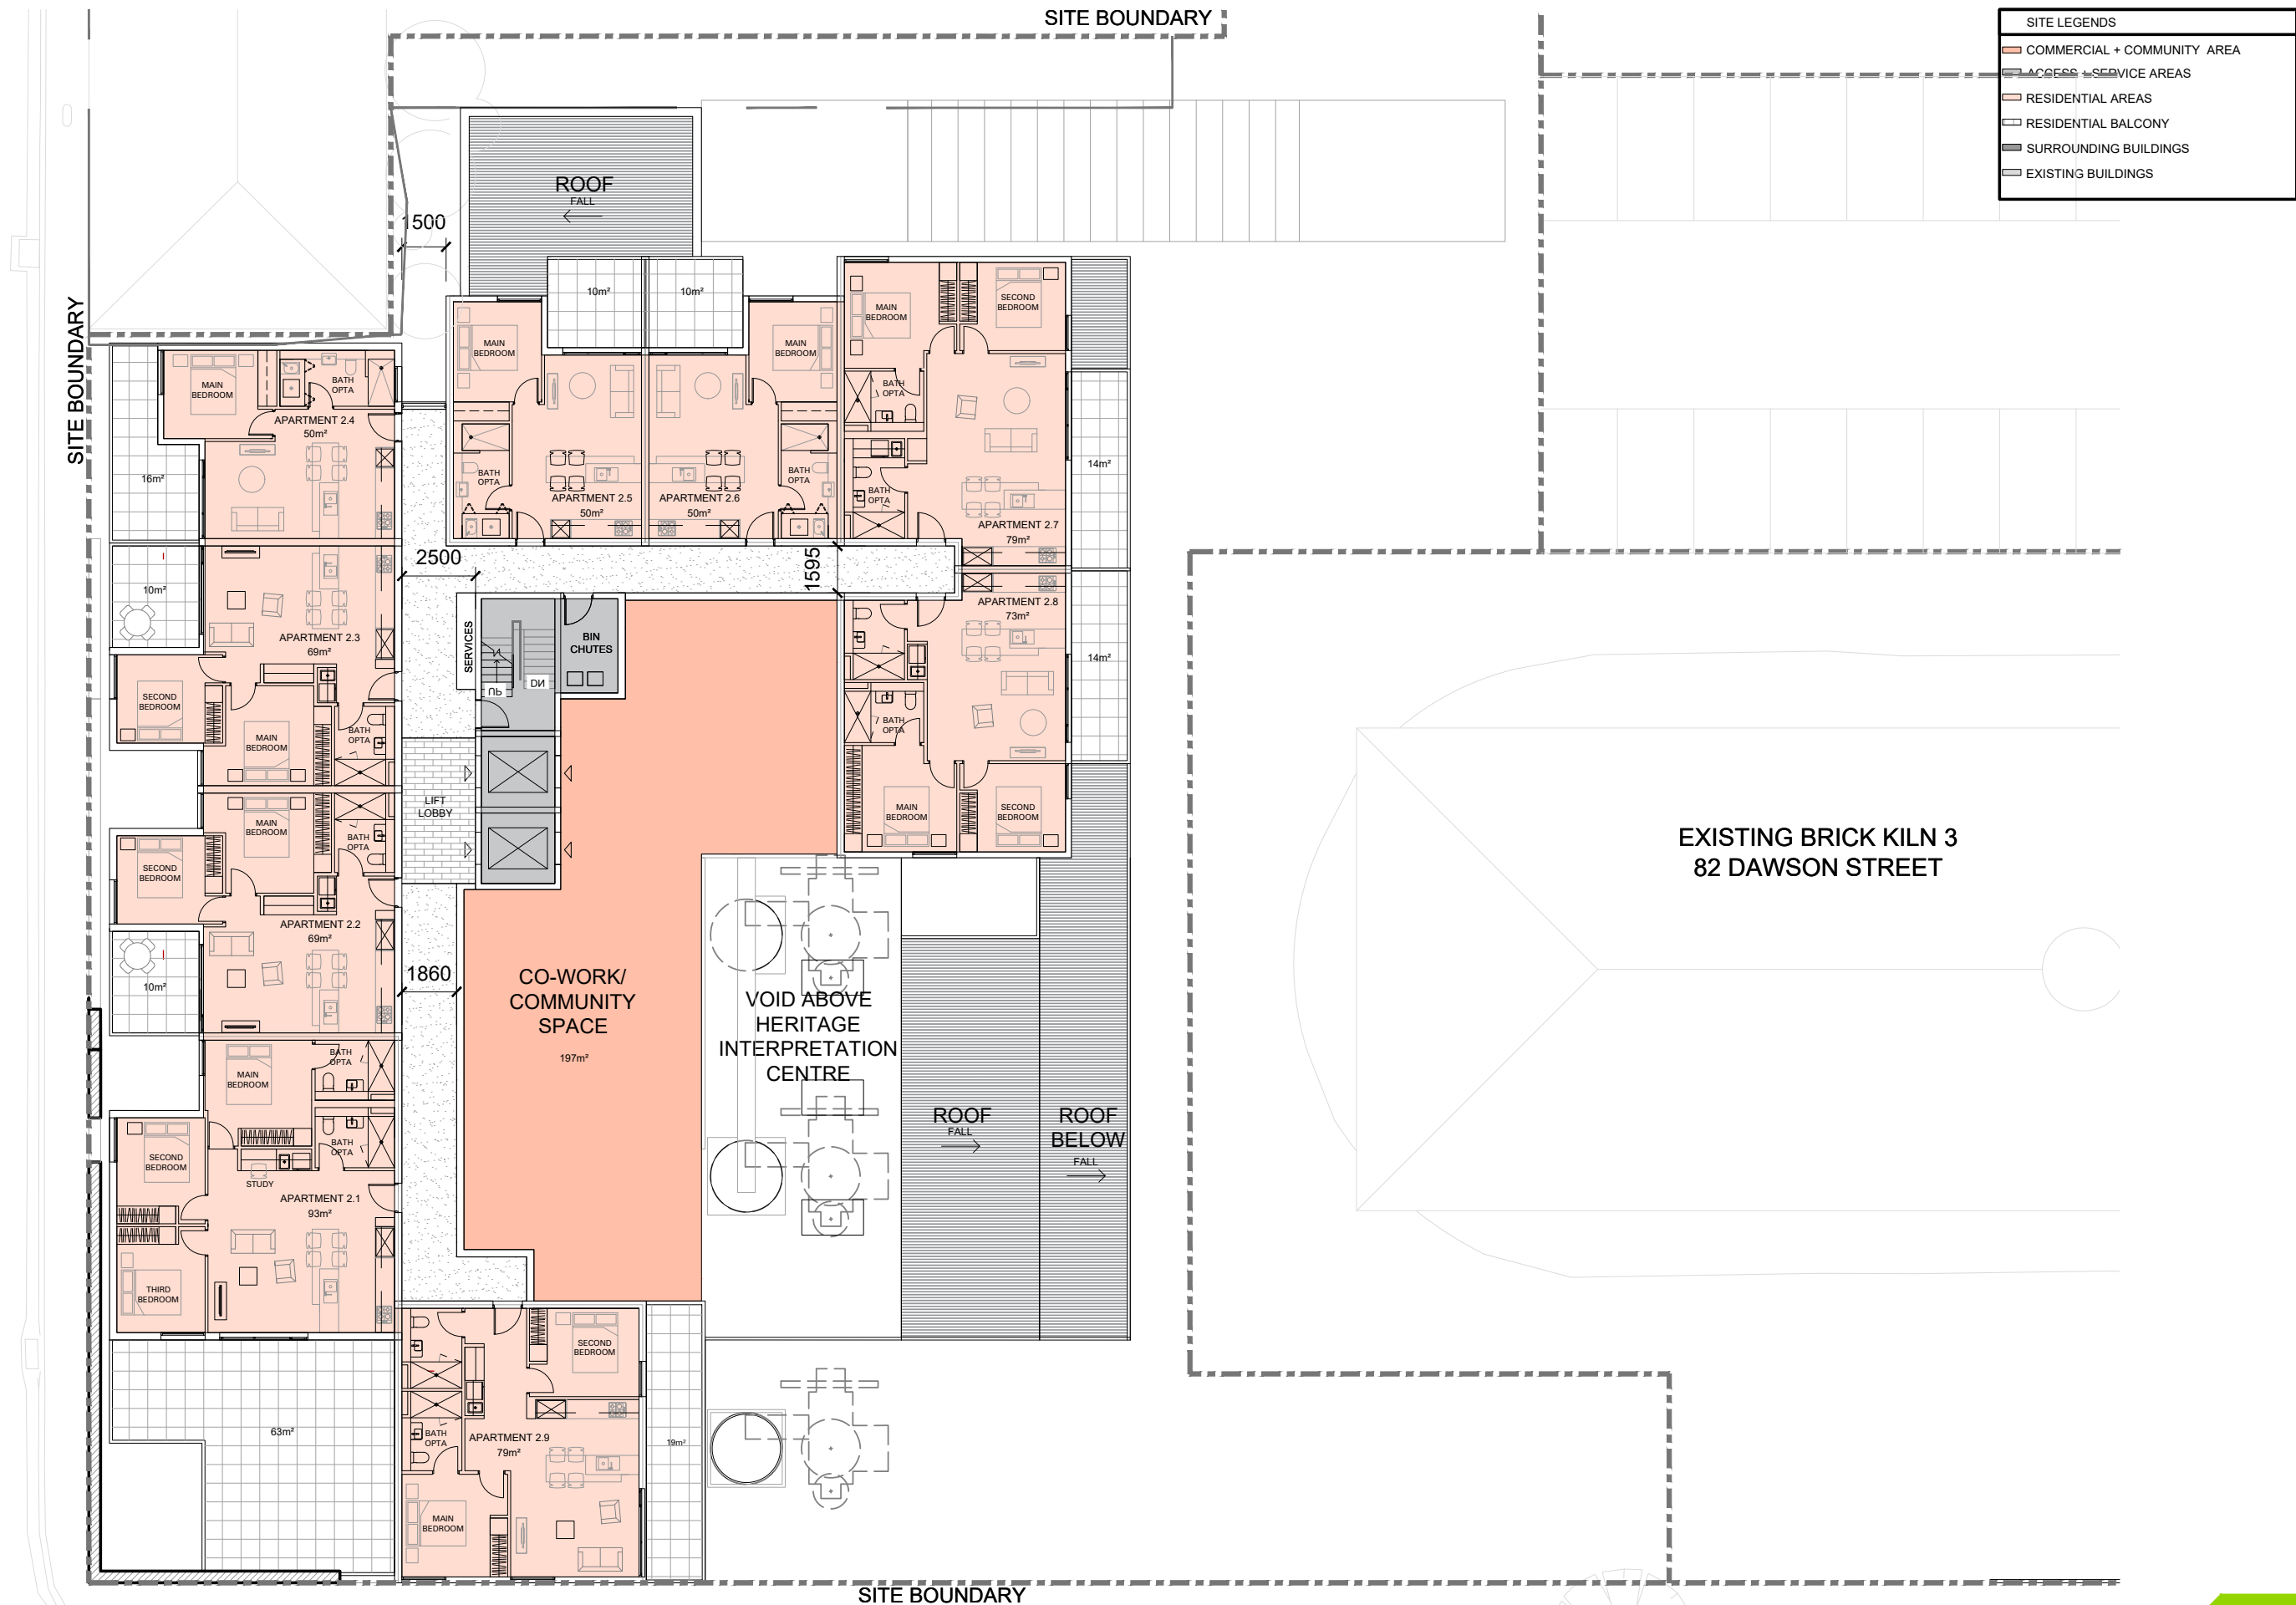 SITE BOUNDARY
SITE LEGENDS
COMMERCIAL + COMMUNITY AREA
ACCESS + SERVICE AREAS
RESIDENTIAL AREAS
RESIDENTIAL BALCONY
SURROUNDING BUILDINGS
EXISTING BUILDINGS
ROOF
FALL
1500
SITE BOUNDARY
10m²
10m²
MAIN
BEDROOM
SECOND
BEDROOM
MAIN
BEDROOM
MAIN
BEDROOM
MAIN
BEDROOM
BATH
OPTA
BATH
OPTA
APARTMENT 2.4
50m²
16m²
BATH
OPTA
BATH
OPTA
APARTMENT 2.5
50m²
APARTMENT 2.6
50m²
BATH
OPTA
14m²
APARTMENT 2.7
79m²
2500
1595
10m²
APARTMENT 2.3
69m²
SERVICES
BIN
CHUTES
UP
DN
APARTMENT 2.8
73m²
14m²
SECOND
BEDROOM
MAIN
BEDROOM
BATH
OPTA
BATH
OPTA
LIFT
LOBBY
MAIN
BEDROOM
SECOND
BEDROOM
MAIN
BEDROOM
BATH
OPTA
SECOND
BEDROOM
EXISTING BRICK KILN 3
82 DAWSON STREET
APARTMENT 2.2
69m²
10m²
1860
CO-WORK/
COMMUNITY
SPACE
197m²
VOID ABOVE
HERITAGE
INTERPRETATION
CENTRE
BATH
OPTA
MAIN
BEDROOM
ROOF
FALL
ROOF
BELOW
FALL
BATH
OPTA
SECOND
BEDROOM
STUDY
APARTMENT 2.1
93m²
THIRD
BEDROOM
SECOND
BEDROOM
63m²
BATH
OPTA
APARTMENT 2.9
79m²
19m²
MAIN
BEDROOM
SITE BOUNDARY